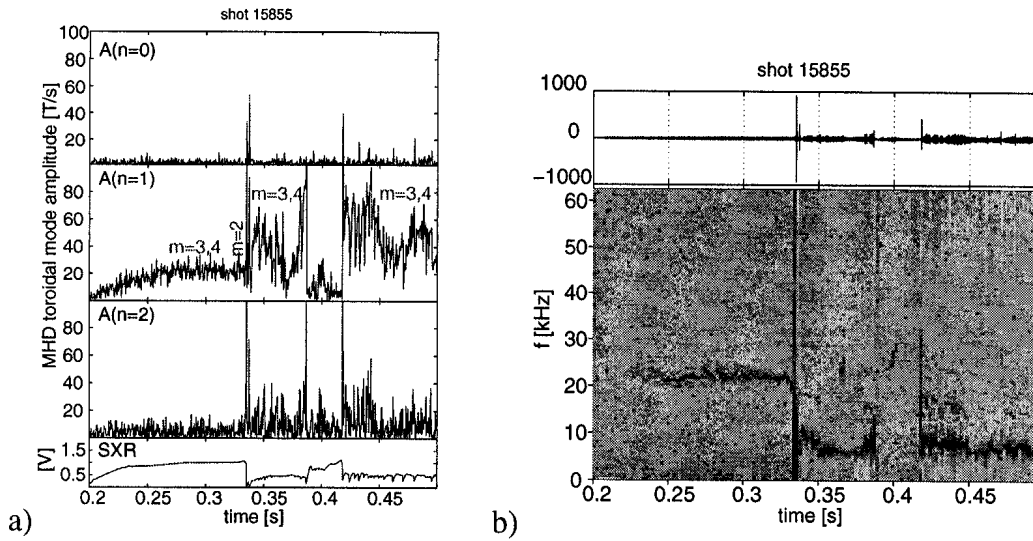 shot 15855
MHD toroidal mode amplitude [T/s]
100
80
60
40
20
A(n=0)
80
60
40
20
A(n=1)
m=3,4
m=2
m=3,4
m=3,4
80
60
40
20
A(n=2)
[V]
1.5
0.5
SXR
0.2 0.25 0.3 0.35 0.4 0.45
time [s]
a)
shot 15855
1000
0
-1000
f [kHz]
60
50
40
30
20
10
0
0.2 0.25 0.3 0.35 0.4 0.45
time [s]
b)